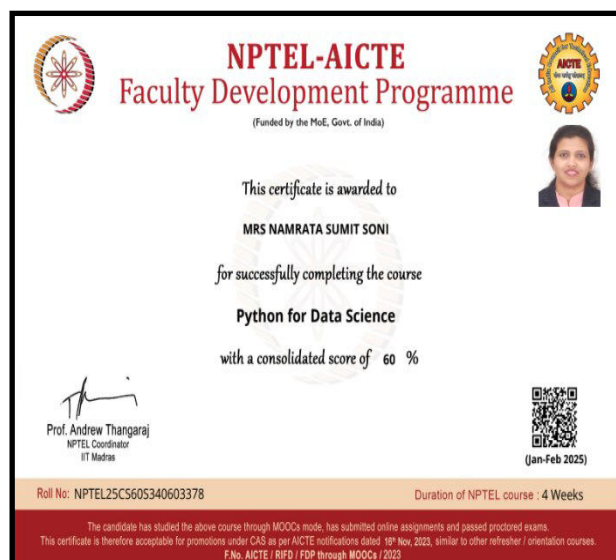 NPTEL-AICTE
Faculty Development Programme
(Funded by the MoE, Govt. of India)
AICTE
This certificate is awarded to
MRS NAMRATA SUMIT SONI
for successfully completing the course
Python for Data Science
with a consolidated score of 60 %
Prof. Andrew Thangaraj
NPTEL Coordinator
IIT Madras
(Jan-Feb 2025)
Roll No: NPTEL25CS60S340603378
Duration of NPTEL course : 4 Weeks
The candidate has studied the above course through MOOCs mode, has submitted online assignments and passed proctored exams.
This certificate is therefore acceptable for promotions under CAS as per AICTE notifications dated 16th Nov, 2023, similar to other refresher / orientation courses.
F.No. AICTE / RIFD / FDP through MOOCs / 2023